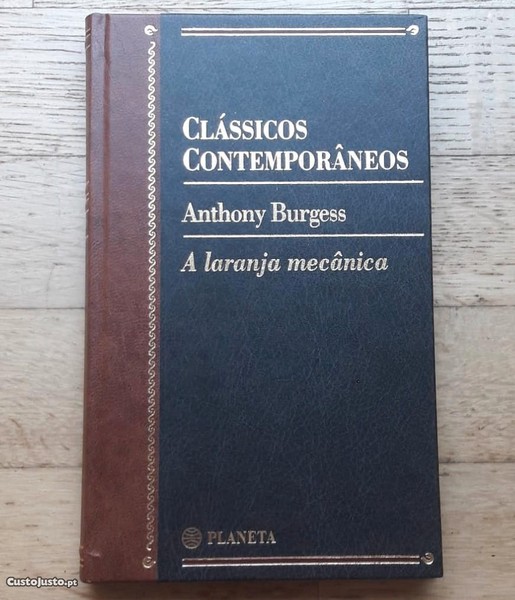 CLÁSSICOS
CONTEMPORÂNEOS
Anthony Burgess
A laranja mecânica
PLANETA
CustoJusto.pt